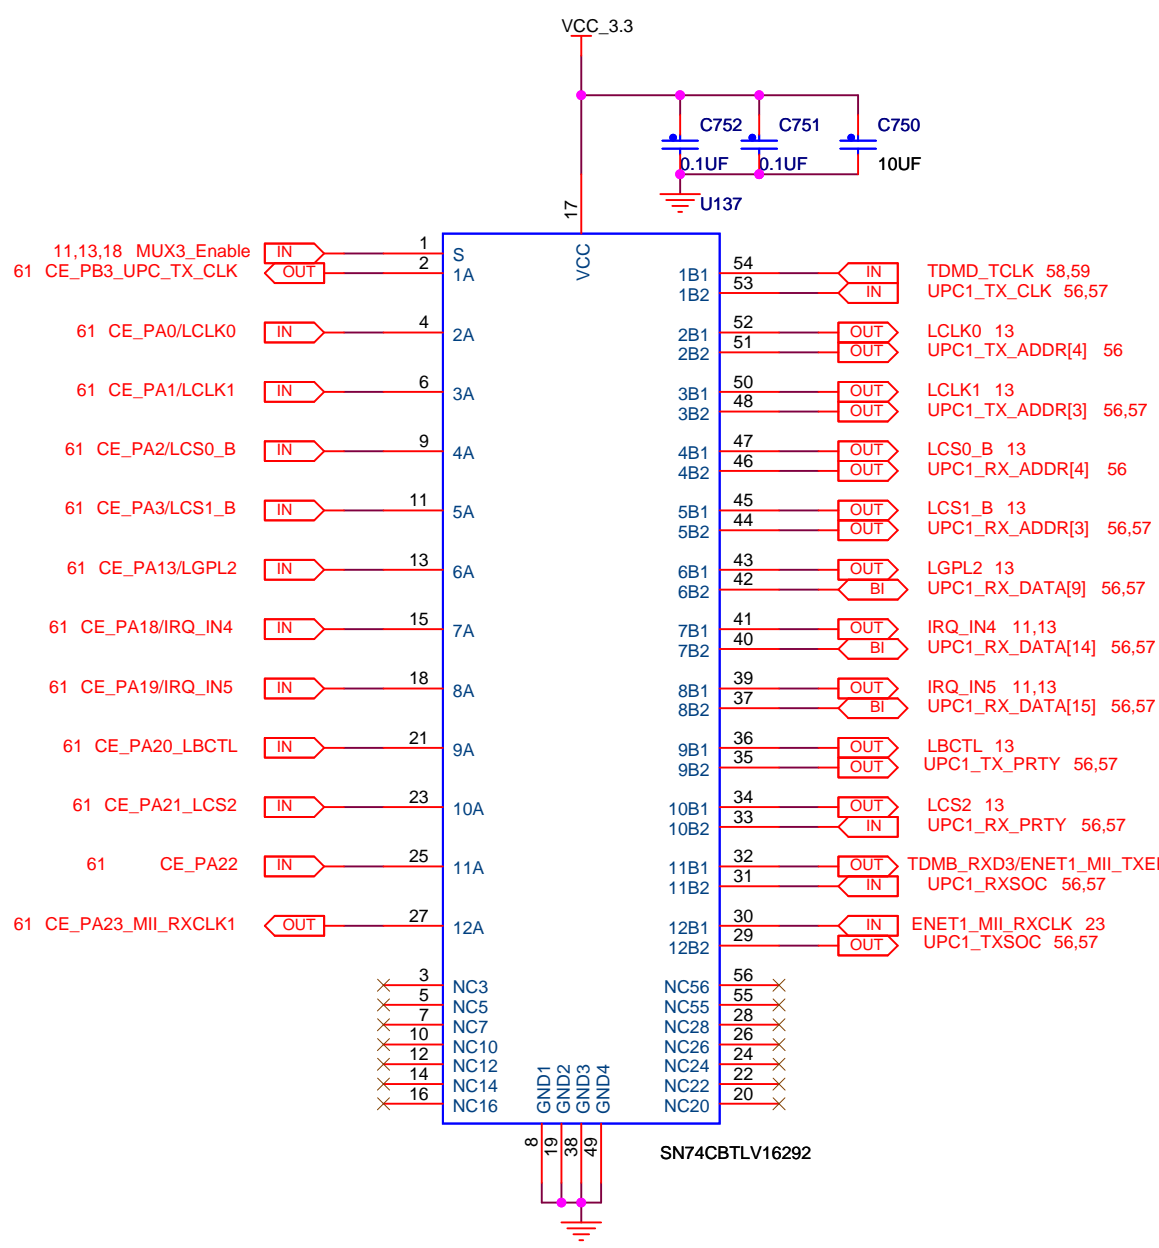 VCC_3.3
C752 C751 C750
0.1UF 0.1UF 10UF
U137
17
VCC
11,13,18 MUX3_Enable IN 1 S
61 CE_PB3_UPC_TX_CLK OUT 2 1A 1B1 54 IN TDMD_TCLK 58,59
1B2 53 IN UPC1_TX_CLK 56,57
61 CE_PA0/LCLK0 IN 4 2A 2B1 52 OUT LCLK0 13
2B2 51 OUT UPC1_TX_ADDR[4] 56
61 CE_PA1/LCLK1 IN 6 3A 3B1 50 OUT LCLK1 13
3B2 48 OUT UPC1_TX_ADDR[3] 56,57
61 CE_PA2/LCS0_B IN 9 4A 4B1 47 OUT LCS0_B 13
4B2 46 OUT UPC1_RX_ADDR[4] 56
61 CE_PA3/LCS1_B IN 11 5A 5B1 45 OUT LCS1_B 13
5B2 44 OUT UPC1_RX_ADDR[3] 56,57
61 CE_PA13/LGPL2 IN 13 6A 6B1 43 OUT LGPL2 13
6B2 42 BI UPC1_RX_DATA[9] 56,57
61 CE_PA18/IRQ_IN4 IN 15 7A 7B1 41 OUT IRQ_IN4 11,13
7B2 40 BI UPC1_RX_DATA[14] 56,57
61 CE_PA19/IRQ_IN5 IN 18 8A 8B1 39 OUT IRQ_IN5 11,13
8B2 37 BI UPC1_RX_DATA[15] 56,57
61 CE_PA20_LBCTL IN 21 9A 9B1 36 OUT LBCTL 13
9B2 35 OUT UPC1_TX_PRTY 56,57
61 CE_PA21_LCS2 IN 23 10A 10B1 34 OUT LCS2 13
10B2 33 IN UPC1_RX_PRTY 56,57
61 CE_PA22 IN 25 11A 11B1 32 OUT TDMB_RXD3/ENET1_MII_TXEI
11B2 31 IN UPC1_RXSOC 56,57
61 CE_PA23_MII_RXCLK1 OUT 27 12A 12B1 30 IN ENET1_MII_RXCLK 23
12B2 29 OUT UPC1_TXSOC 56,57
3 NC3 NC56 56
5 NC5 NC55 55
7 NC7 NC28 28
10 NC10 NC26 26
12 NC12 NC24 24
14 NC14 NC22 22
16 NC16 NC20 20
GND1 GND2 GND3 GND4
8 19 38 49
SN74CBTLV16292